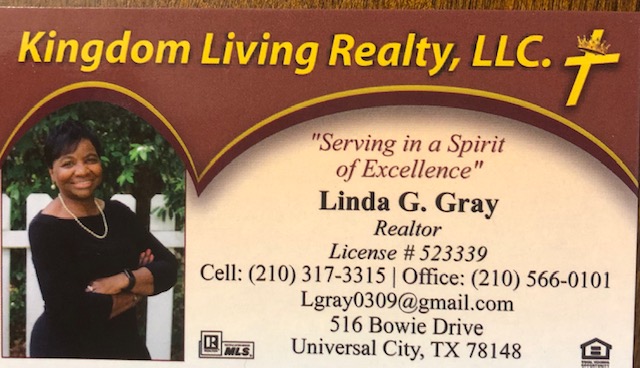 Kingdom Living Realty, LLC.
"Serving in a Spirit
of Excellence"
Linda G. Gray
Realtor
License # 523339
Cell: (210) 317-3315 | Office: (210) 566-0101
Lgray0309@gmail.com
516 Bowie Drive
Universal City, TX 78148
R
MLS